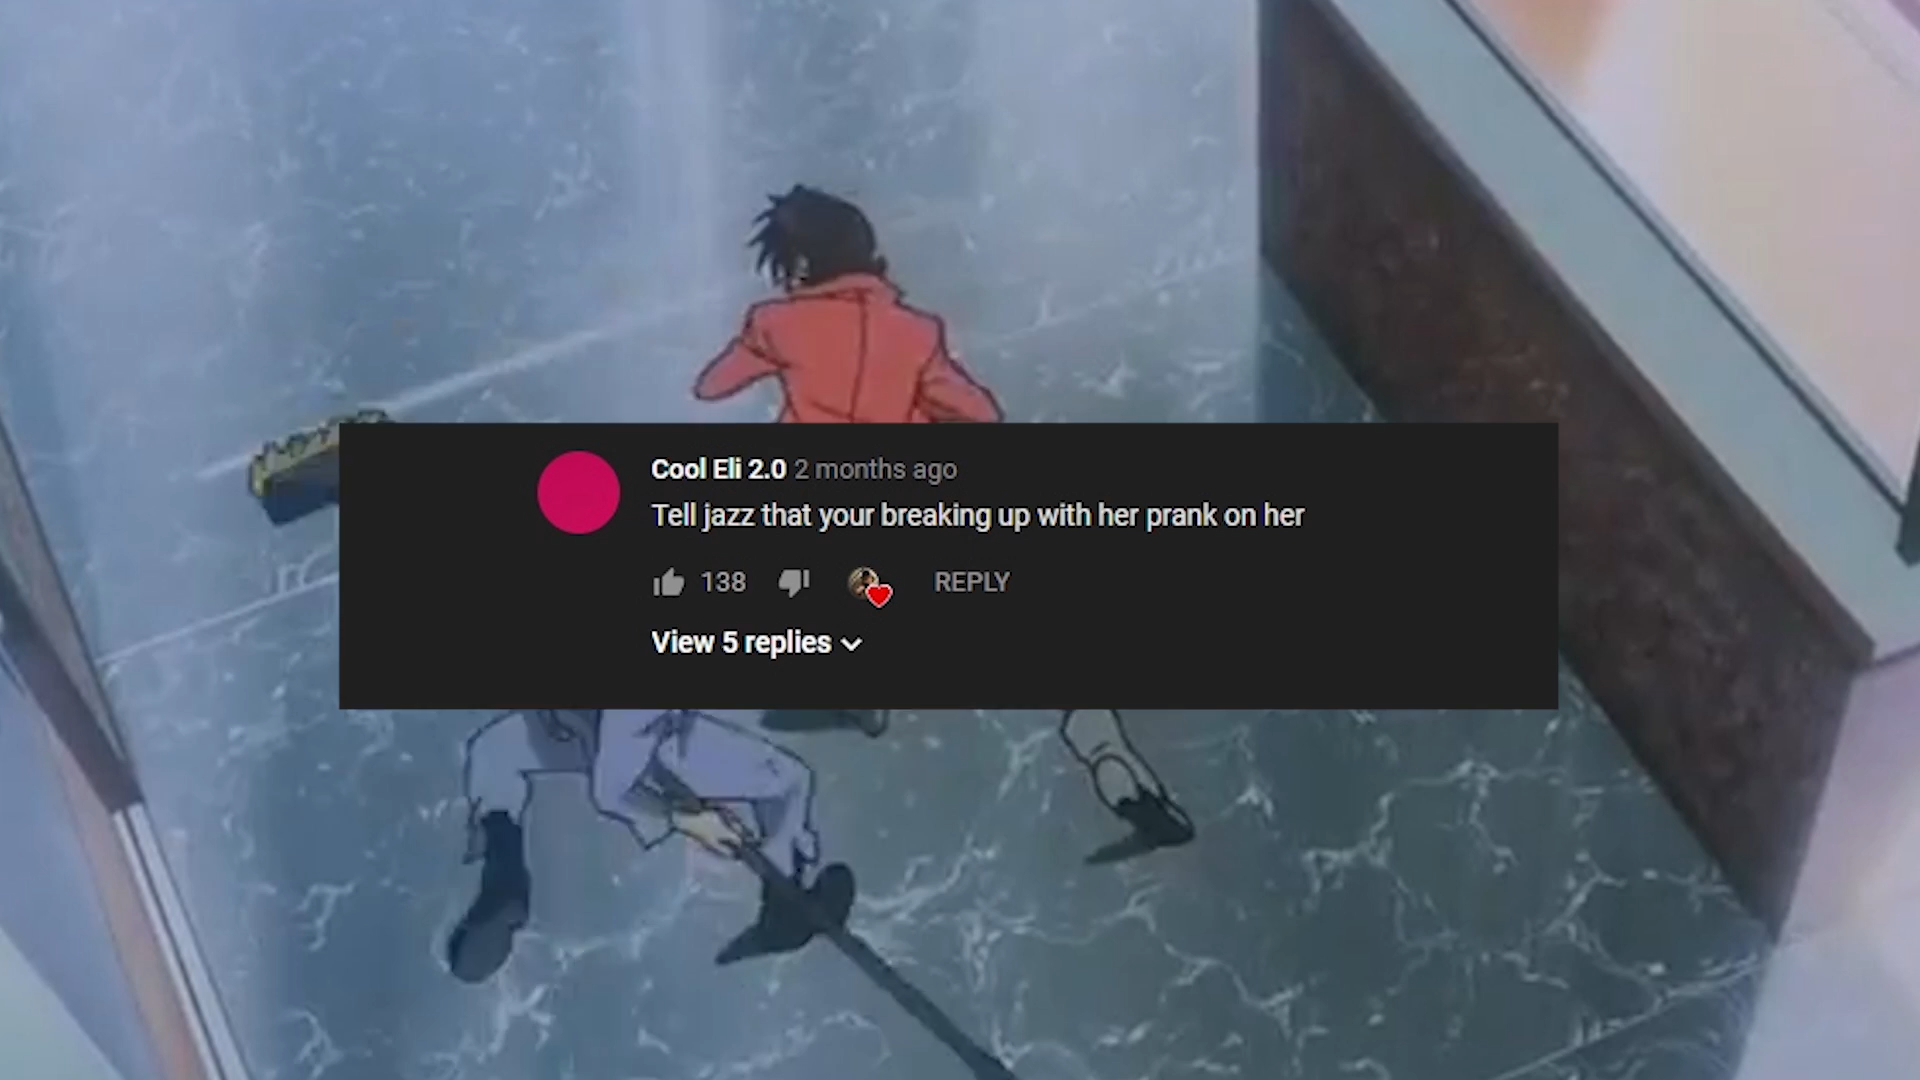 Cool Eli 2.0 2 months ago
Tell jazz that your breaking up with her prank on her
138 REPLY
View 5 replies